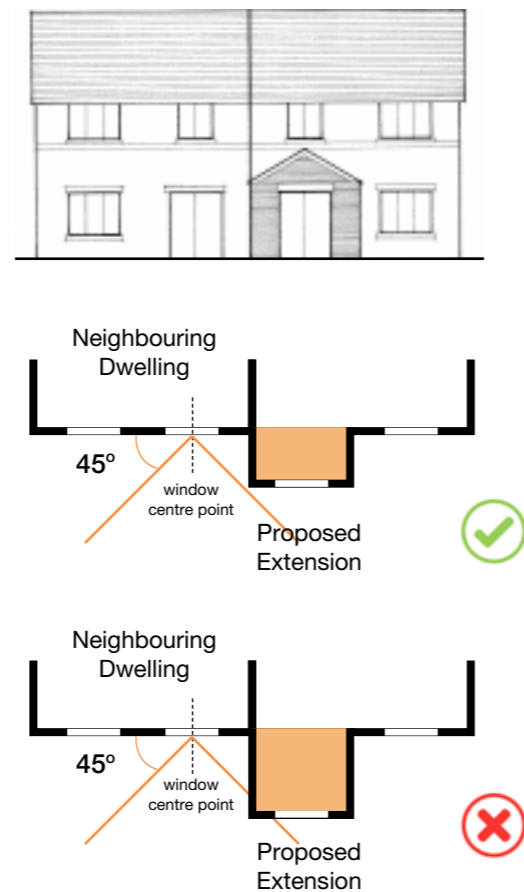 Neighbouring
Dwelling
45º
window
centre point
Proposed
Extension
Neighbouring
Dwelling
45º
window
centre point
Proposed
Extension